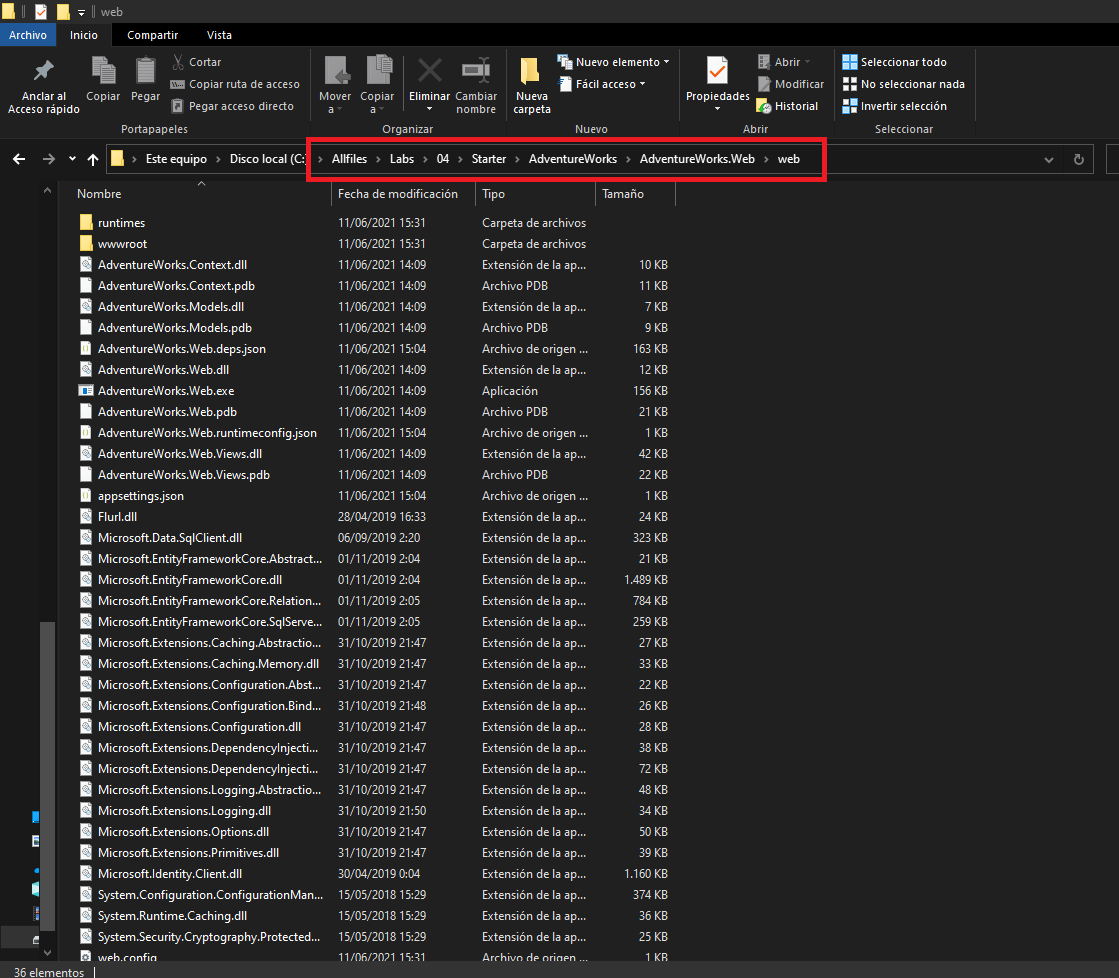 web
Archivo Inicio Compartir Vista
Anclar al Acceso rápido
Copiar
Pegar
Cortar
Copiar ruta de acceso
Pegar acceso directo
Portapapeles
Mover a
Copiar a
Eliminar
Cambiar nombre
Organizar
Nueva carpeta
Nuevo elemento
Fácil acceso
Nuevo
Propiedades
Abrir
Modificar
Historial
Abrir
Seleccionar todo
No seleccionar nada
Invertir selección
Seleccionar
Este equipo > Disco local (C: > Allfiles > Labs > 04 > Starter > AdventureWorks > AdventureWorks.Web > web
Nombre Fecha de modificación Tipo Tamaño
runtimes 11/06/2021 15:31 Carpeta de archivos
wwwroot 11/06/2021 15:31 Carpeta de archivos
AdventureWorks.Context.dll 11/06/2021 14:09 Extensión de la ap... 10 KB
AdventureWorks.Context.pdb 11/06/2021 14:09 Archivo PDB 11 KB
AdventureWorks.Models.dll 11/06/2021 14:09 Extensión de la ap... 7 KB
AdventureWorks.Models.pdb 11/06/2021 14:09 Archivo PDB 9 KB
AdventureWorks.Web.deps.json 11/06/2021 15:04 Archivo de origen ... 163 KB
AdventureWorks.Web.dll 11/06/2021 14:09 Extensión de la ap... 12 KB
AdventureWorks.Web.exe 11/06/2021 14:09 Aplicación 156 KB
AdventureWorks.Web.pdb 11/06/2021 14:09 Archivo PDB 21 KB
AdventureWorks.Web.runtimeconfig.json 11/06/2021 15:04 Archivo de origen ... 1 KB
AdventureWorks.Web.Views.dll 11/06/2021 14:09 Extensión de la ap... 42 KB
AdventureWorks.Web.Views.pdb 11/06/2021 14:09 Archivo PDB 22 KB
appsettings.json 11/06/2021 15:04 Archivo de origen ... 1 KB
Flurl.dll 28/04/2019 16:33 Extensión de la ap... 24 KB
Microsoft.Data.SqlClient.dll 06/09/2019 2:20 Extensión de la ap... 323 KB
Microsoft.EntityFrameworkCore.Abstract... 01/11/2019 2:04 Extensión de la ap... 21 KB
Microsoft.EntityFrameworkCore.dll 01/11/2019 2:04 Extensión de la ap... 1.489 KB
Microsoft.EntityFrameworkCore.Relation... 01/11/2019 2:05 Extensión de la ap... 784 KB
Microsoft.EntityFrameworkCore.SqlServe... 01/11/2019 2:05 Extensión de la ap... 259 KB
Microsoft.Extensions.Caching.Abstractio... 31/10/2019 21:47 Extensión de la ap... 27 KB
Microsoft.Extensions.Caching.Memory.dll 31/10/2019 21:47 Extensión de la ap... 33 KB
Microsoft.Extensions.Configuration.Abst... 31/10/2019 21:47 Extensión de la ap... 22 KB
Microsoft.Extensions.Configuration.Bind... 31/10/2019 21:48 Extensión de la ap... 26 KB
Microsoft.Extensions.Configuration.dll 31/10/2019 21:47 Extensión de la ap... 28 KB
Microsoft.Extensions.DependencyInjecti... 31/10/2019 21:47 Extensión de la ap... 38 KB
Microsoft.Extensions.DependencyInjecti... 31/10/2019 21:47 Extensión de la ap... 72 KB
Microsoft.Extensions.Logging.Abstractio... 31/10/2019 21:47 Extensión de la ap... 48 KB
Microsoft.Extensions.Logging.dll 31/10/2019 21:50 Extensión de la ap... 34 KB
Microsoft.Extensions.Options.dll 31/10/2019 21:47 Extensión de la ap... 50 KB
Microsoft.Extensions.Primitives.dll 31/10/2019 21:47 Extensión de la ap... 39 KB
Microsoft.Identity.Client.dll 30/04/2019 0:04 Extensión de la ap... 1.160 KB
System.Configuration.ConfigurationMan... 15/05/2018 15:29 Extensión de la ap... 374 KB
System.Runtime.Caching.dll 15/05/2018 15:29 Extensión de la ap... 36 KB
System.Security.Cryptography.Protected... 15/05/2018 15:29 Extensión de la ap... 25 KB
web.config 11/06/2021 15:31 Archivo de origen ... 1 KB
36 elementos